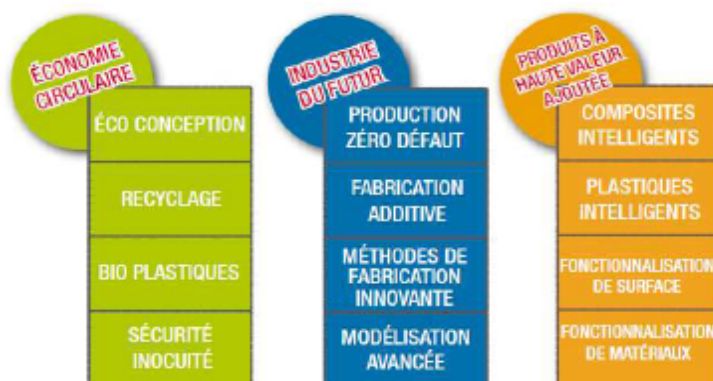 ÉCONOMIE
CIRCULAIRE
ÉCO CONCEPTION
RECYCLAGE
BIO PLASTIQUES
SÉCURITÉ
INOCUITÉ
INDUSTRIE
DU FUTUR
PRODUCTION
ZÉRO DÉFAUT
FABRICATION
ADDITIVE
MÉTHODES DE
FABRICATION
INNOVANTE
MODÉLISATION
AVANCÉE
PRODUITS À
HAUTE VALEUR
AJOUTÉE
COMPOSITES
INTELLIGENTS
PLASTIQUES
INTELLIGENTS
FONCTIONNALISATION
DE SURFACE
FONCTIONNALISATION
DE MATÉRIAUX